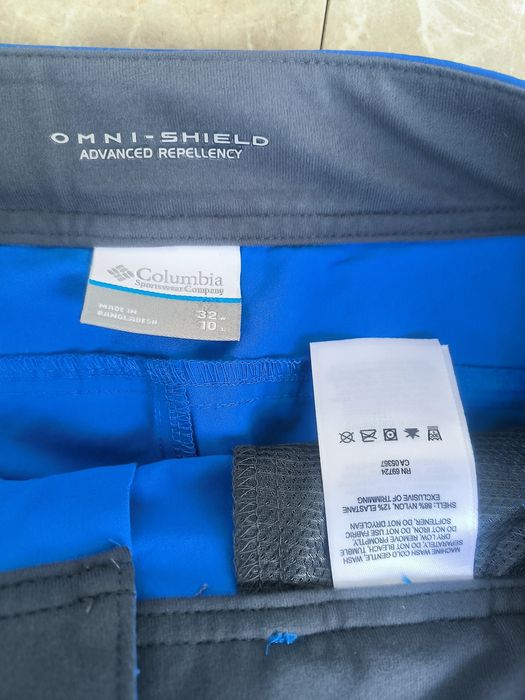 OMNI-SHIELD
ADVANCED REPELLENCY
Columbia
Sportswear Company
MADE IN
BANGLADESH
32 W
10 L
MACHINE WASH COLD GENTLE, WASH
SEPARATELY, DO NOT BLEACH, TUMBLE
DRY LOW, REMOVE PROMPTLY,
DO NOT USE FABRIC
SOFTENER, DO NOT IRON, DO NOT DRYCLEAN
SHELL: 88% NYLON, 12% ELASTANE
EXCLUSIVE OF TRIMMING
RN 69724
CA 05367